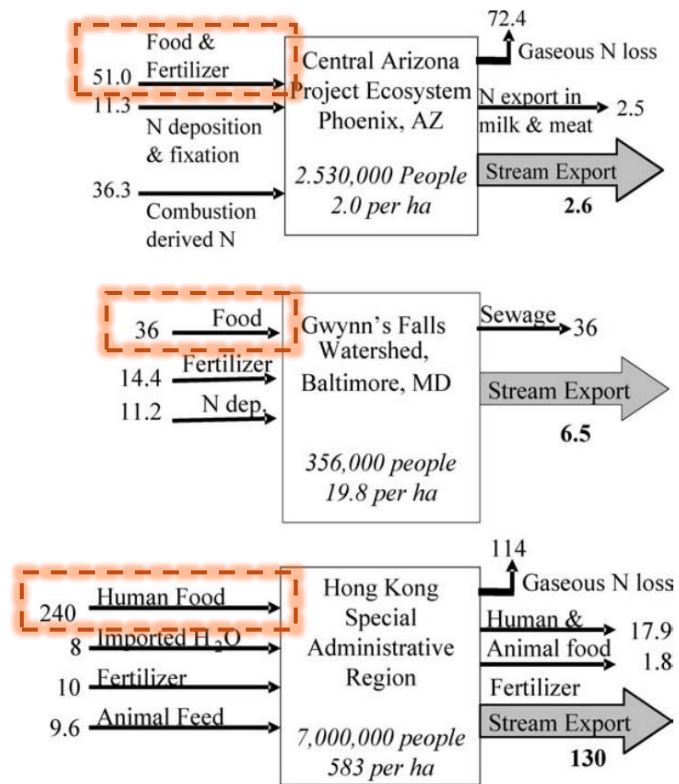 Food &
Fertilizer
51.0
11.3
N deposition
& fixation
36.3
Combustion
derived N
Central Arizona
Project Ecosystem
Phoenix, AZ
2.530,000 People
2.0 per ha
72.4
Gaseous N loss
N export in
milk & meat
2.5
Stream Export
2.6
36
Food
14.4
Fertilizer
11.2
N dep.
Gwynn's Falls
Watershed,
Baltimore, MD
356,000 people
19.8 per ha
Sewage
36
Stream Export
6.5
240
Human Food
8
Imported H₂O
10
Fertilizer
9.6
Animal Feed
Hong Kong
Special
Administrative
Region
7,000,000 people
583 per ha
114
Gaseous N loss
Human &
17.9
Animal food
1.8
Fertilizer
Stream Export
130